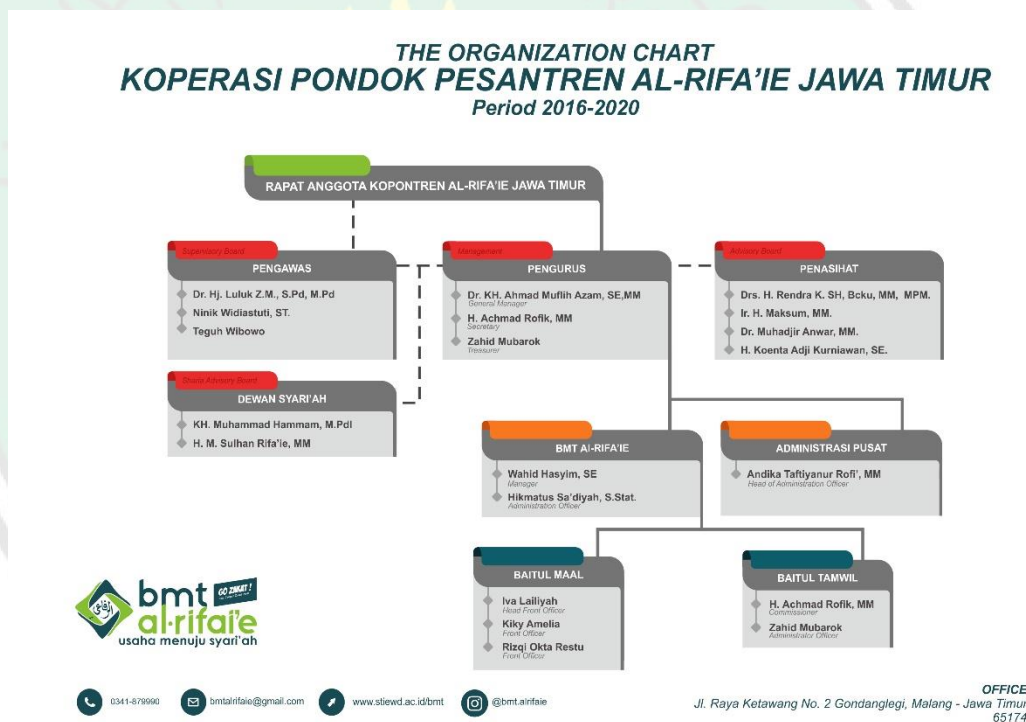 THE ORGANIZATION CHART
KOPERASI PONDOK PESANTREN AL-RIFA'IE JAWA TIMUR
Period 2016-2020
RAPAT ANGGOTA KOPONTREN AL-RIFA'IE JAWA TIMUR
Supervisory Board
PENGAWAS
Dr. Hj. Luluk Z.M., S.Pd, M.Pd
Ninik Widiastuti, ST.
Teguh Wibowo
Management
PENGURUS
Dr. KH. Ahmad Muflih Azam, SE,MM
General Manager
H. Achmad Rofik, MM
Secretary
Zahid Mubarok
Treasurer
Advisory Board
PENASIHAT
Drs. H. Rendra K. SH, Bcku, MM, MPM.
Ir. H. Maksum, MM.
Dr. Muhadjir Anwar, MM.
H. Koenta Adji Kurniawan, SE.
Sharia Advisory Board
DEWAN SYARI'AH
KH. Muhammad Hammam, M.PdI
H. M. Sulhan Rifa'ie, MM
BMT Al-RIFA'IE
Wahid Hasyim, SE
Manager
Hikmatus Sa'diyah, S.Stat.
Administration Officer
ADMINISTRASI PUSAT
Andika Taftiyanur Rofi', MM
Head of Administration Officer
BAITUL MAAL
Iva Lailiyah
Head Front Officer
Kiky Amelia
Front Officer
Rizqi Okta Restu
Front Officer
BAITUL TAMWIL
H. Achmad Rofik, MM
Commissioner
Zahid Mubarok
Administrator Officer
bmt GO ZAKAT !
al-rifai'e
usaha menuju syari'ah
0341-879990
bmtalrifaie@gmail.com
www.stiewd.ac.id/bmt
@bmt.alrifaie
OFFICE
Jl. Raya Ketawang No. 2 Gondanglegi, Malang - Jawa Timur
65174